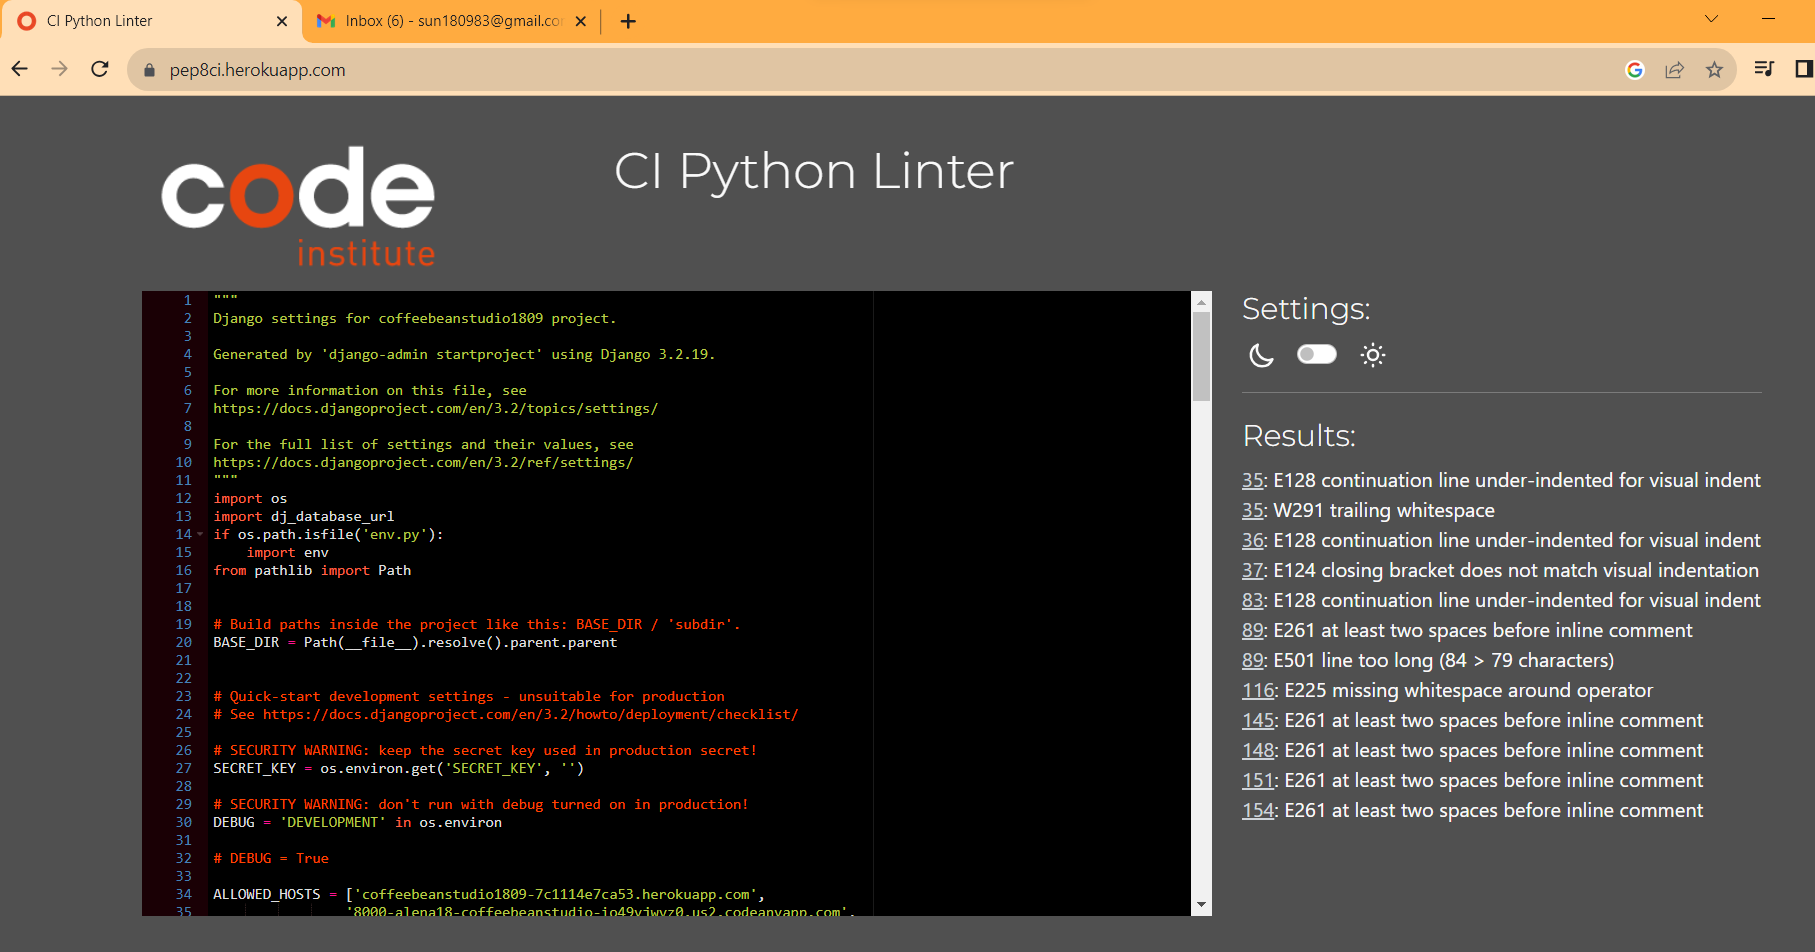 CI Python Linter
Inbox (6) - sun180983@gmail.co
pep8ci.herokuapp.com
code
institute
CI Python Linter
1 """
2 Django settings for coffeebeanstudio1809 project.
3
4 Generated by 'django-admin startproject' using Django 3.2.19.
5
6 For more information on this file, see
7 https://docs.djangoproject.com/en/3.2/topics/settings/
8
9 For the full list of settings and their values, see
10 https://docs.djangoproject.com/en/3.2/ref/settings/
11 """
12 import os
13 import dj_database_url
14 if os.path.isfile('env.py'):
15     import env
16 from pathlib import Path
17
18
19 # Build paths inside the project like this: BASE_DIR / 'subdir'.
20 BASE_DIR = Path(__file__).resolve().parent.parent
21
22
23 # Quick-start development settings - unsuitable for production
24 # See https://docs.djangoproject.com/en/3.2/howto/deployment/checklist/
25
26 # SECURITY WARNING: keep the secret key used in production secret!
27 SECRET_KEY = os.environ.get('SECRET_KEY', '')
28
29 # SECURITY WARNING: don't run with debug turned on in production!
30 DEBUG = 'DEVELOPMENT' in os.environ
31
32 # DEBUG = True
33
34 ALLOWED_HOSTS = ['coffeebeanstudio1809-7c1114e7ca53.herokuapp.com',
35
Settings:
Results:
35: E128 continuation line under-indented for visual indent
35: W291 trailing whitespace
36: E128 continuation line under-indented for visual indent
37: E124 closing bracket does not match visual indentation
83: E128 continuation line under-indented for visual indent
89: E261 at least two spaces before inline comment
89: E501 line too long (84 > 79 characters)
116: E225 missing whitespace around operator
145: E261 at least two spaces before inline comment
148: E261 at least two spaces before inline comment
151: E261 at least two spaces before inline comment
154: E261 at least two spaces before inline comment